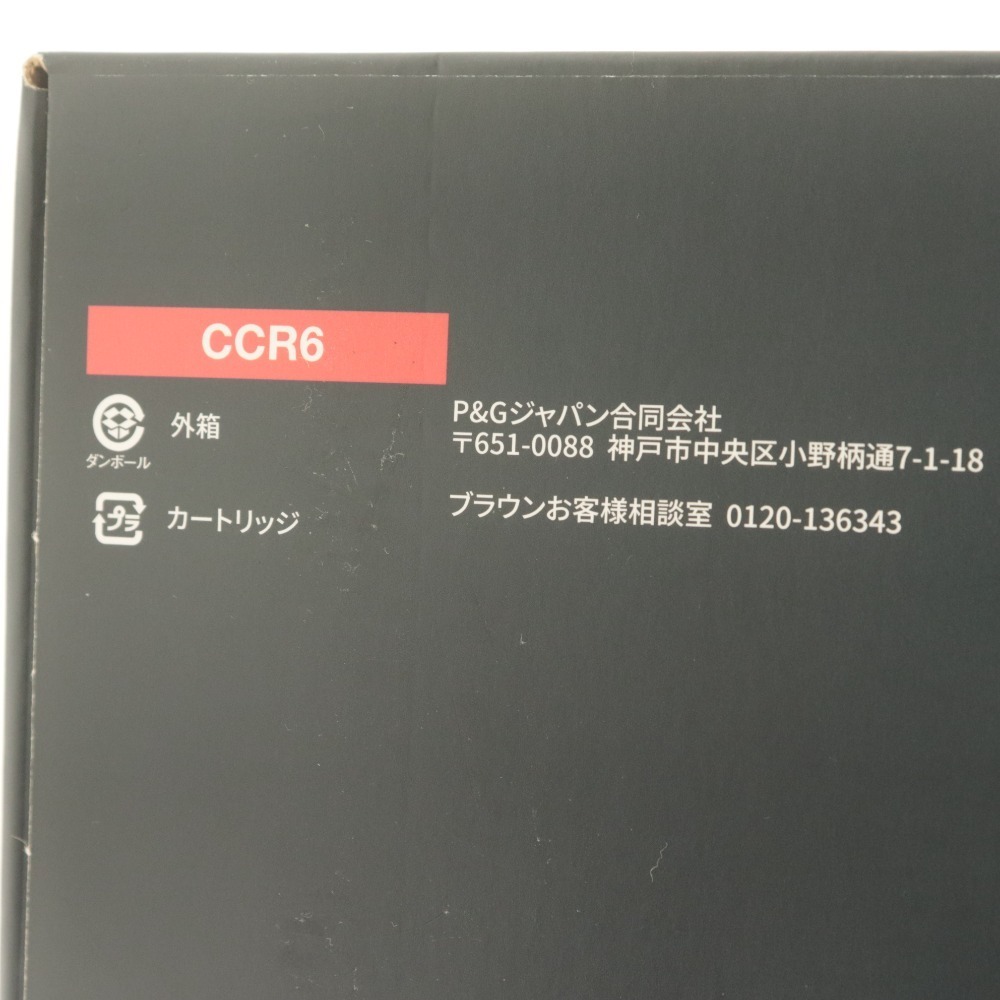 CCR6
外箱
ダンボール
プラ
カートリッジ
P&Gジャパン合同会社
〒651-0088 神戸市中央区小野柄通7-1-18
ブラウンお客様相談室 0120-136343